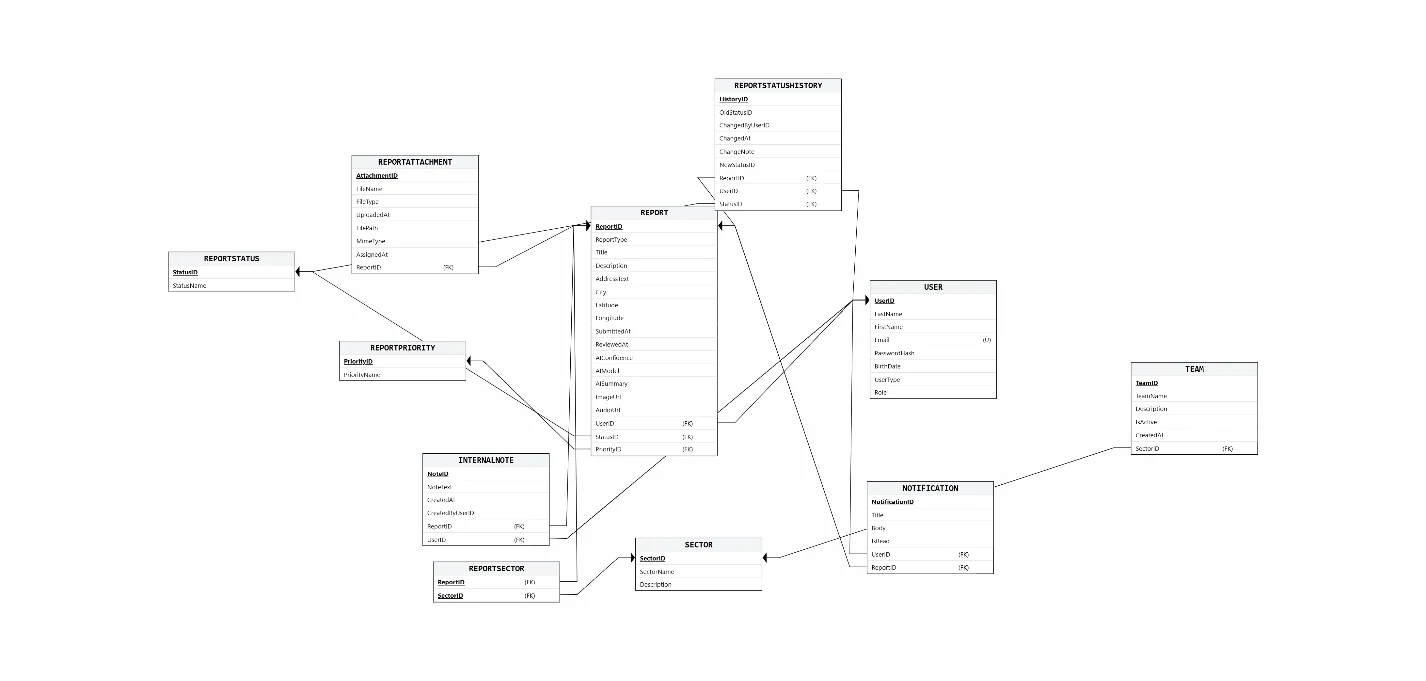 REPORTSTATUSHISTORY
HistoryID
OldStatusID
ChangedByUserID
ChangedAt
ChangeNote
NewStatusID
ReportID (FK)
UserID (FK)
StatusID (FK)
REPORTATTACHMENT
AttachmentID
FileName
FileType
UploadedAt
FilePath
MimeType
AssignedAt
ReportID (FK)
REPORT
ReportID
ReportType
Title
Description
AddressText
City
Latitude
Longitude
SubmittedAt
ReviewedAt
AIConfidence
AIModel
AISummary
ImageUrl
AudioUrl
UserID (FK)
StatusID (FK)
PriorityID (FK)
REPORTSTATUS
StatusID
StatusName
USER
UserID
LastName
FirstName
Email (U)
PasswordHash
BirthDate
UserType
Role
REPORTPRIORITY
PriorityID
PriorityName
TEAM
TeamID
TeamName
Description
IsActive
CreatedAt
SectorID (FK)
INTERNALNOTE
NoteID
NoteText
CreatedAt
CreatedByUserID
ReportID (FK)
UserID (FK)
NOTIFICATION
NotificationID
Title
Body
IsRead
UserID (FK)
ReportID (FK)
SECTOR
SectorID
SectorName
Description
REPORTSECTOR
ReportID (FK)
SectorID (FK)